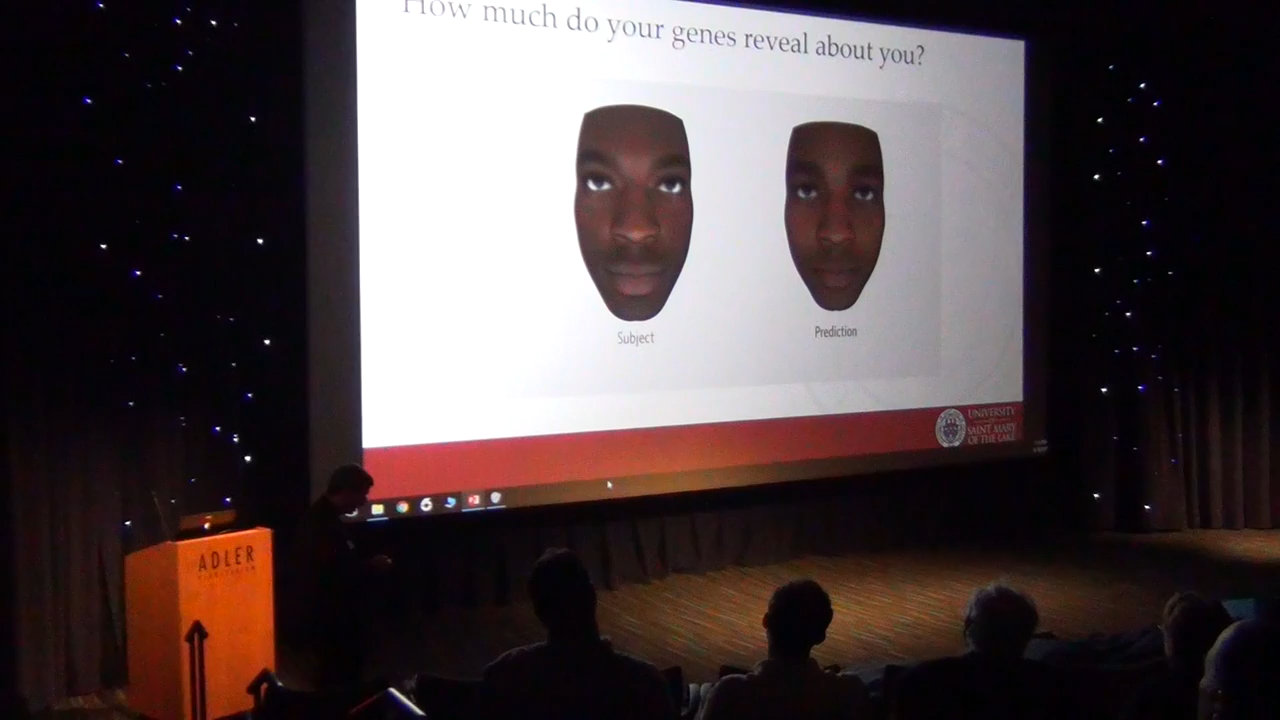 How much do your genes reveal about you?
Subject
Prediction
UNIVERSITY
SAINT MARY
OF THE LAKE
ADLER